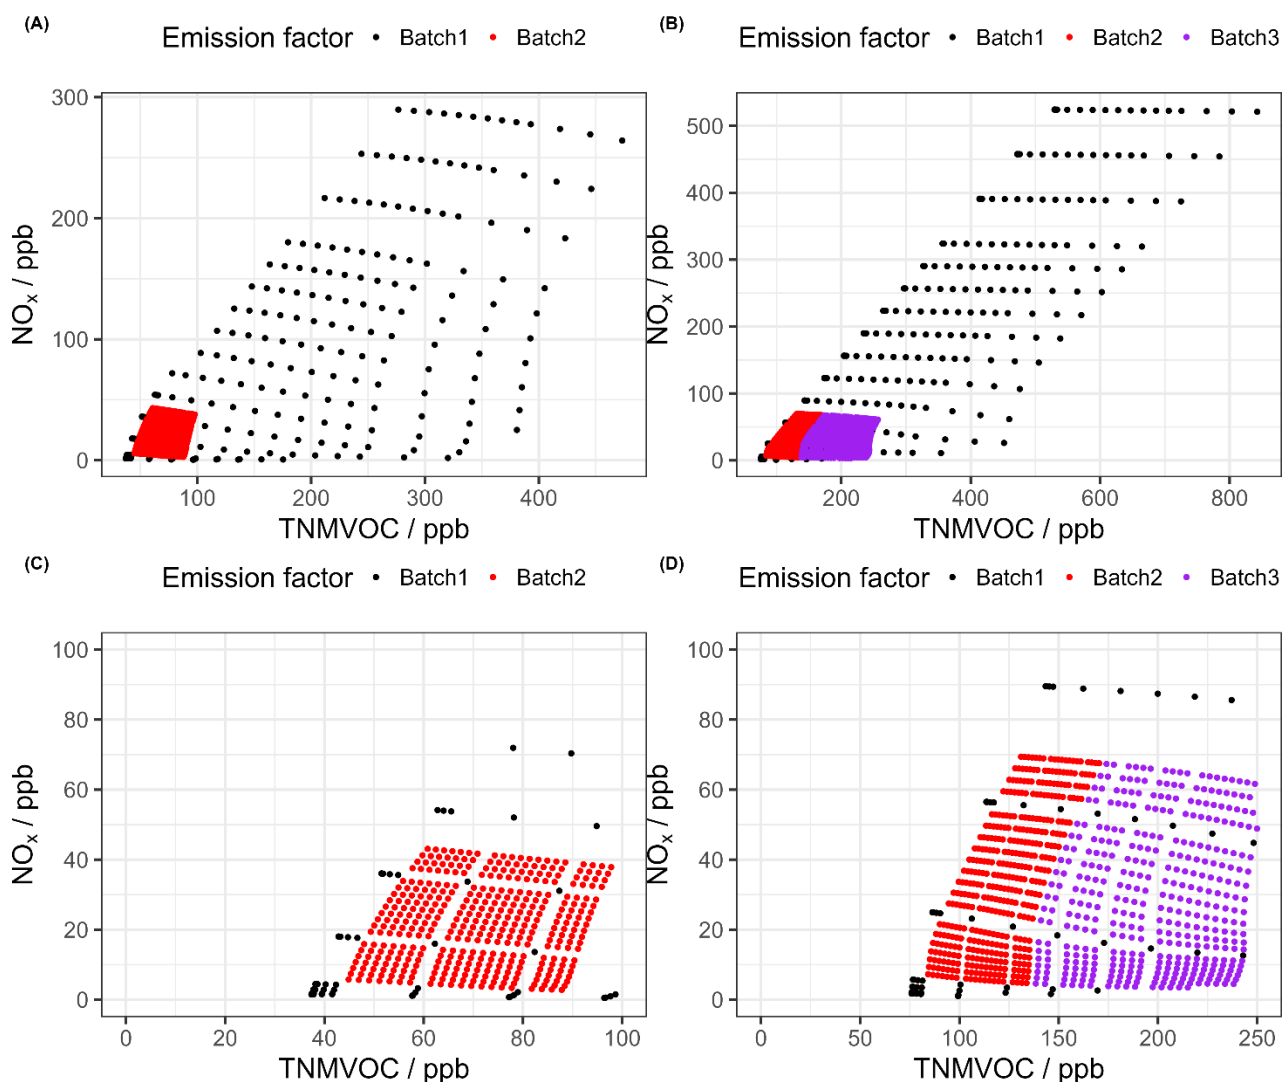 (A)
Emission factor • Batch1 • Batch2
300
200
100
0
NOₓ / ppb
100 200 300 400
TNMVOC / ppb
(B)
Emission factor • Batch1 • Batch2 • Batch3
500
400
300
200
100
0
NOₓ / ppb
200 400 600 800
TNMVOC / ppb
(C)
Emission factor • Batch1 • Batch2
100
80
60
40
20
0
NOₓ / ppb
0 20 40 60 80 100
TNMVOC / ppb
(D)
Emission factor • Batch1 • Batch2 • Batch3
100
80
60
40
20
0
NOₓ / ppb
0 50 100 150 200 250
TNMVOC / ppb